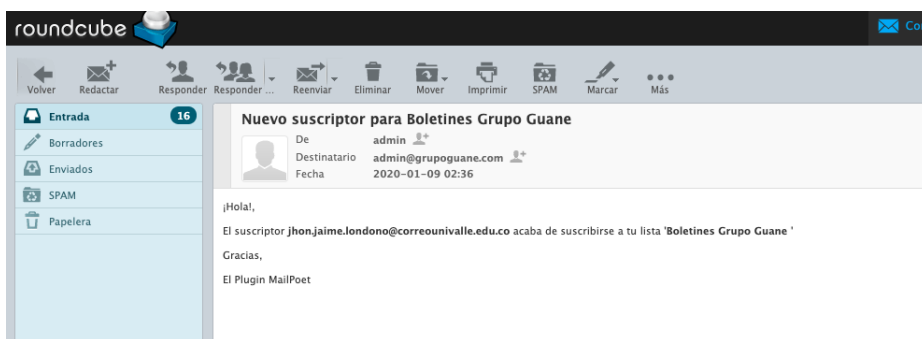 roundcube
Co
Volver Redactar Responder Responder ... Reenviar Eliminar Mover Imprimir SPAM Marcar Más
Entrada 16
Borradores
Enviados
SPAM
Papelera
Nuevo suscriptor para Boletines Grupo Guane
De admin
Destinatario admin@grupoguane.com
Fecha 2020-01-09 02:36
¡Hola!,
El suscriptor jhon.jaime.londono@correounivalle.edu.co acaba de suscribirse a tu lista 'Boletines Grupo Guane '
Gracias,
El Plugin MailPoet